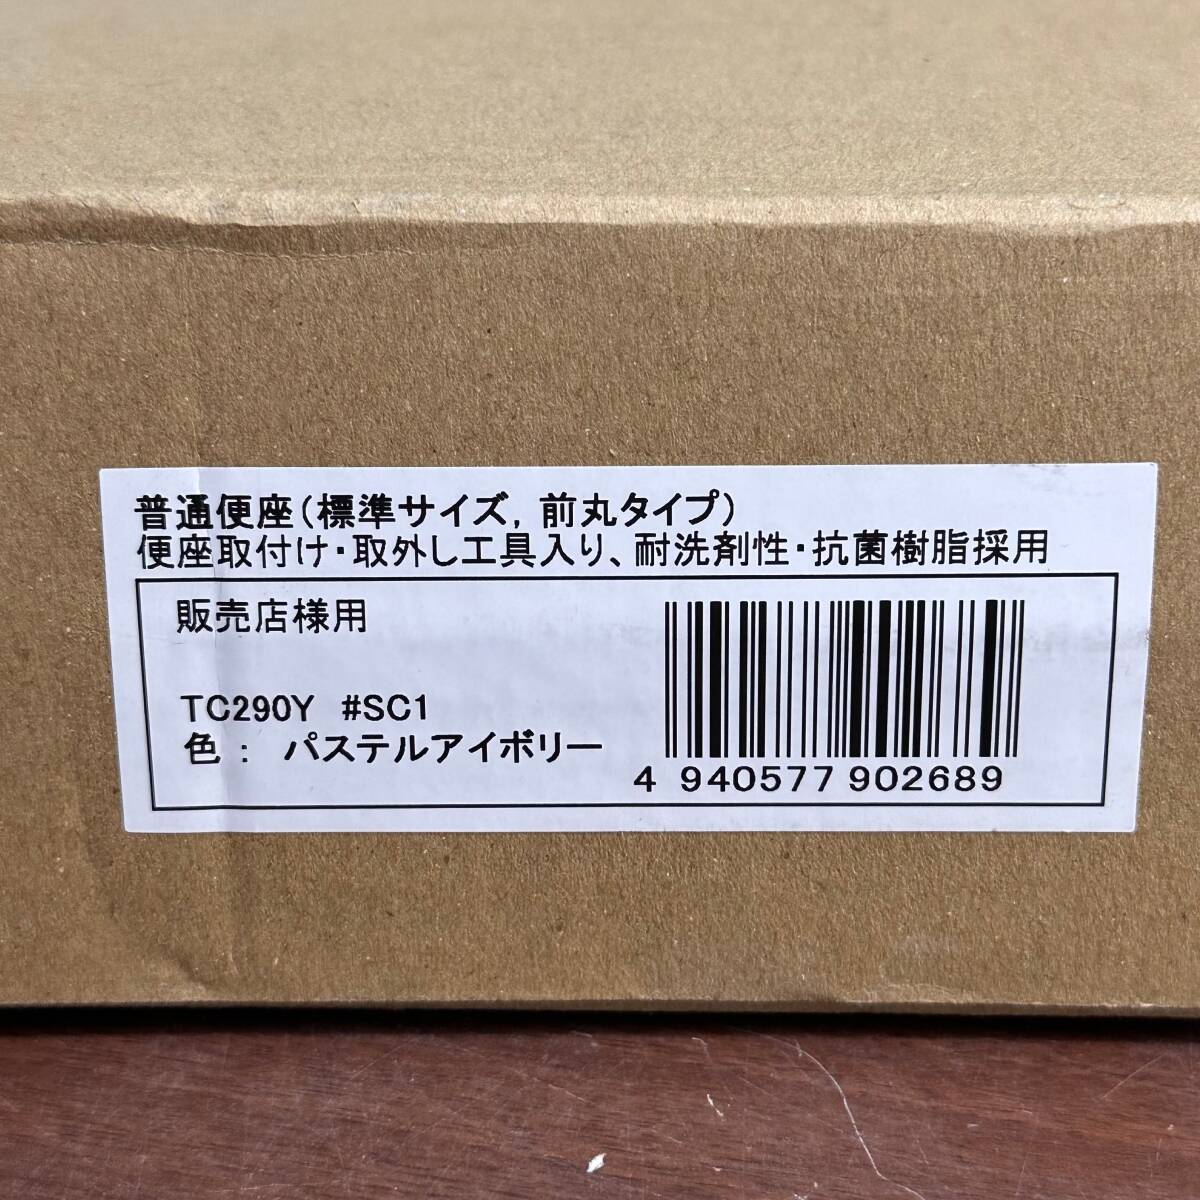 普通便座(標準サイズ, 前丸タイプ)
便座取付け・取外し工具入り、耐洗剤性・抗菌樹脂採用
販売店様用
TC290Y #SC1
色 : パステルアイボリー
4 940577 902689